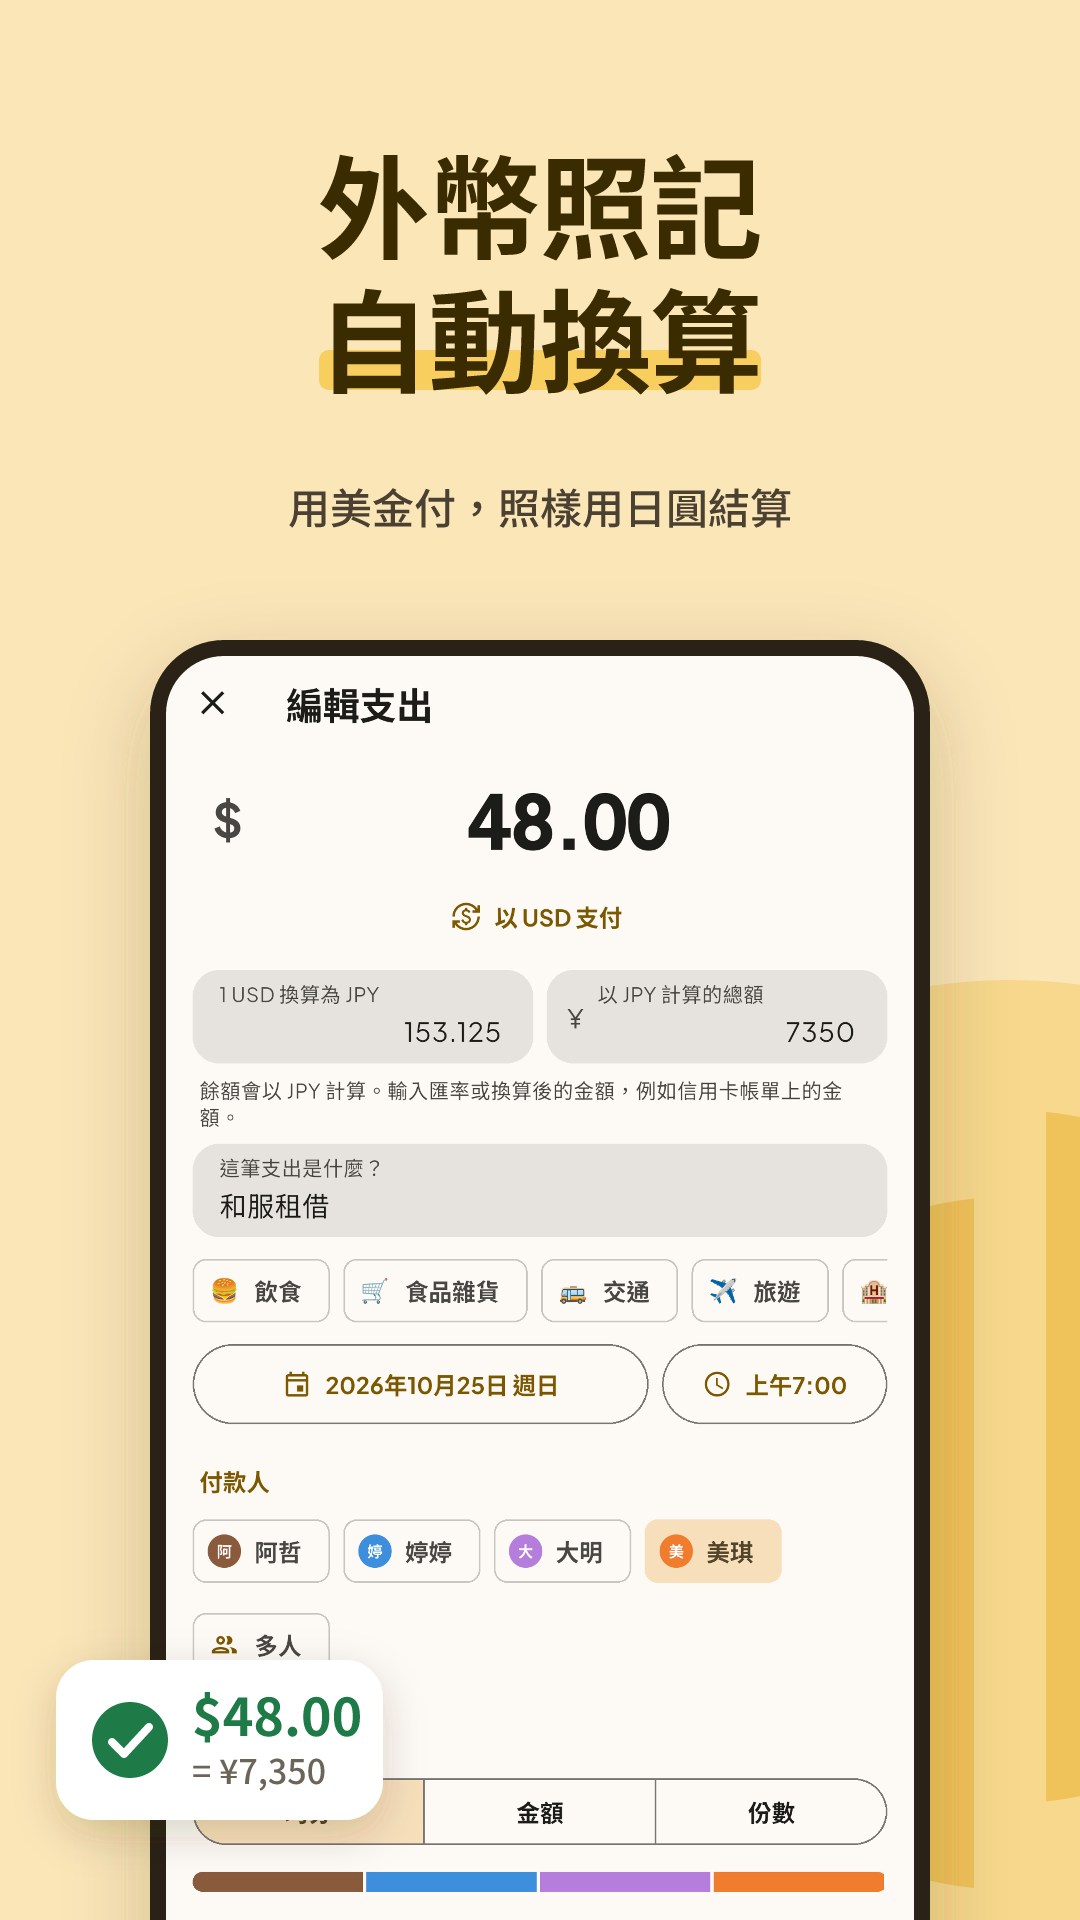 外幣照記
自動換算
用美金付，照樣用日圓結算
編輯支出
$ 48.00
以 USD 支付
1 USD 換算為 JPY
153.125
以 JPY 計算的總額
¥ 7350
餘額會以 JPY 計算。輸入匯率或換算後的金額，例如信用卡帳單上的金
額。
這筆支出是什麼？
和服租借
飲食 食品雜貨 交通 旅遊
2026年10月25日 週日 上午7:00
付款人
阿 阿哲 婷 婷婷 大 大明 美 美琪
多人
$48.00
= ¥7,350
金額 份數